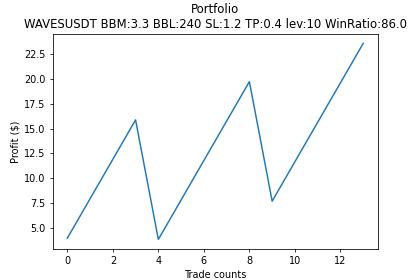 Portfolio
WAVESUSDT BBM:3.3 BBL:240 SL:1.2 TP:0.4 lev:10 WinRatio:86.0
22.5
20.0
17.5
15.0
12.5
10.0
7.5
5.0
Profit ($)
0 2 4 6 8 10 12
Trade counts